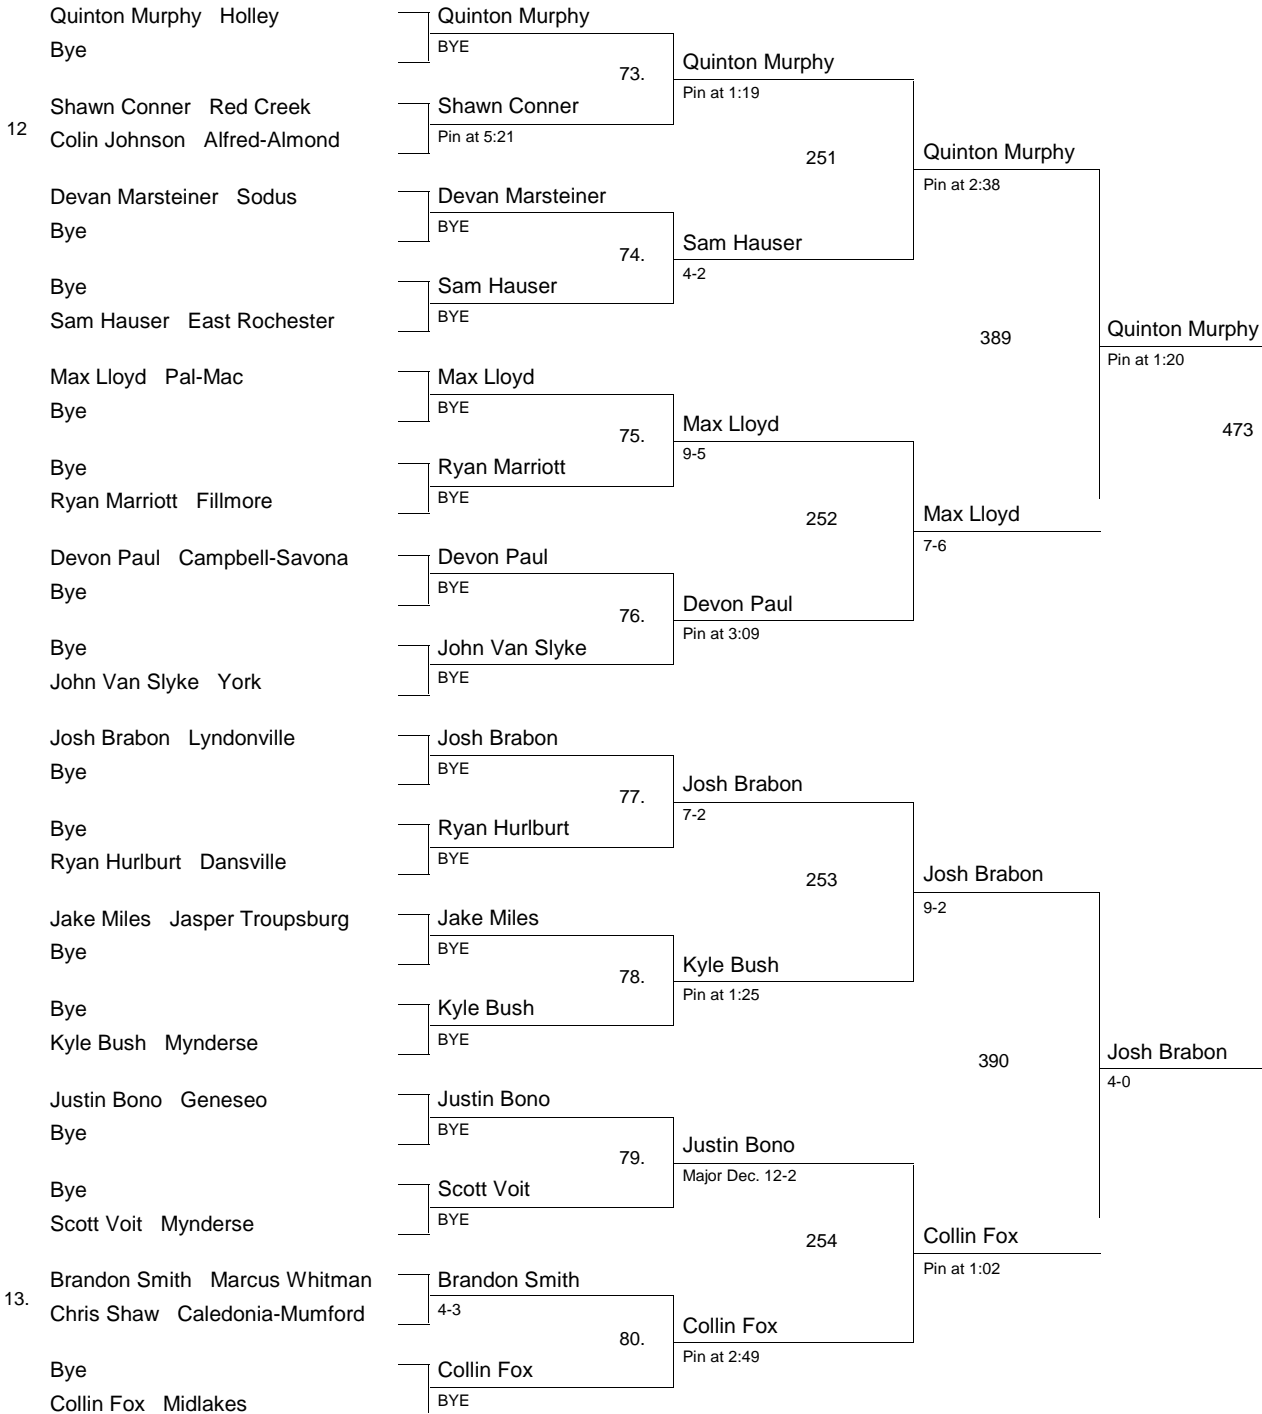 Quinton Murphy Holley
Bye
12
Shawn Conner Red Creek
Colin Johnson Alfred-Almond
Devan Marsteiner Sodus
Bye
Bye
Sam Hauser East Rochester
Max Lloyd Pal-Mac
Bye
Bye
Ryan Marriott Fillmore
Devon Paul Campbell-Savona
Bye
Bye
John Van Slyke York
Josh Brabon Lyndonville
Bye
Bye
Ryan Hurlburt Dansville
Jake Miles Jasper Troupsburg
Bye
Bye
Kyle Bush Mynderse
Justin Bono Geneseo
Bye
Bye
Scott Voit Mynderse
13.
Brandon Smith Marcus Whitman
Chris Shaw Caledonia-Mumford
Bye
Collin Fox Midlakes
Quinton Murphy
BYE
73.
Shawn Conner
Pin at 5:21
Devan Marsteiner
BYE
74.
Sam Hauser
BYE
Max Lloyd
BYE
75.
Ryan Marriott
BYE
Devon Paul
BYE
76.
John Van Slyke
BYE
Josh Brabon
BYE
77.
Ryan Hurlburt
BYE
Jake Miles
BYE
78.
Kyle Bush
BYE
Justin Bono
BYE
79.
Scott Voit
BYE
Brandon Smith
4-3
80.
Collin Fox
BYE
Quinton Murphy
Pin at 1:19
251
Sam Hauser
4-2
Max Lloyd
9-5
252
Devon Paul
Pin at 3:09
Josh Brabon
7-2
253
Kyle Bush
Pin at 1:25
Justin Bono
Major Dec. 12-2
254
Collin Fox
Pin at 2:49
Quinton Murphy
Pin at 2:38
389
Max Lloyd
7-6
Josh Brabon
9-2
390
Collin Fox
Pin at 1:02
Quinton Murphy
Pin at 1:20
473
Josh Brabon
4-0